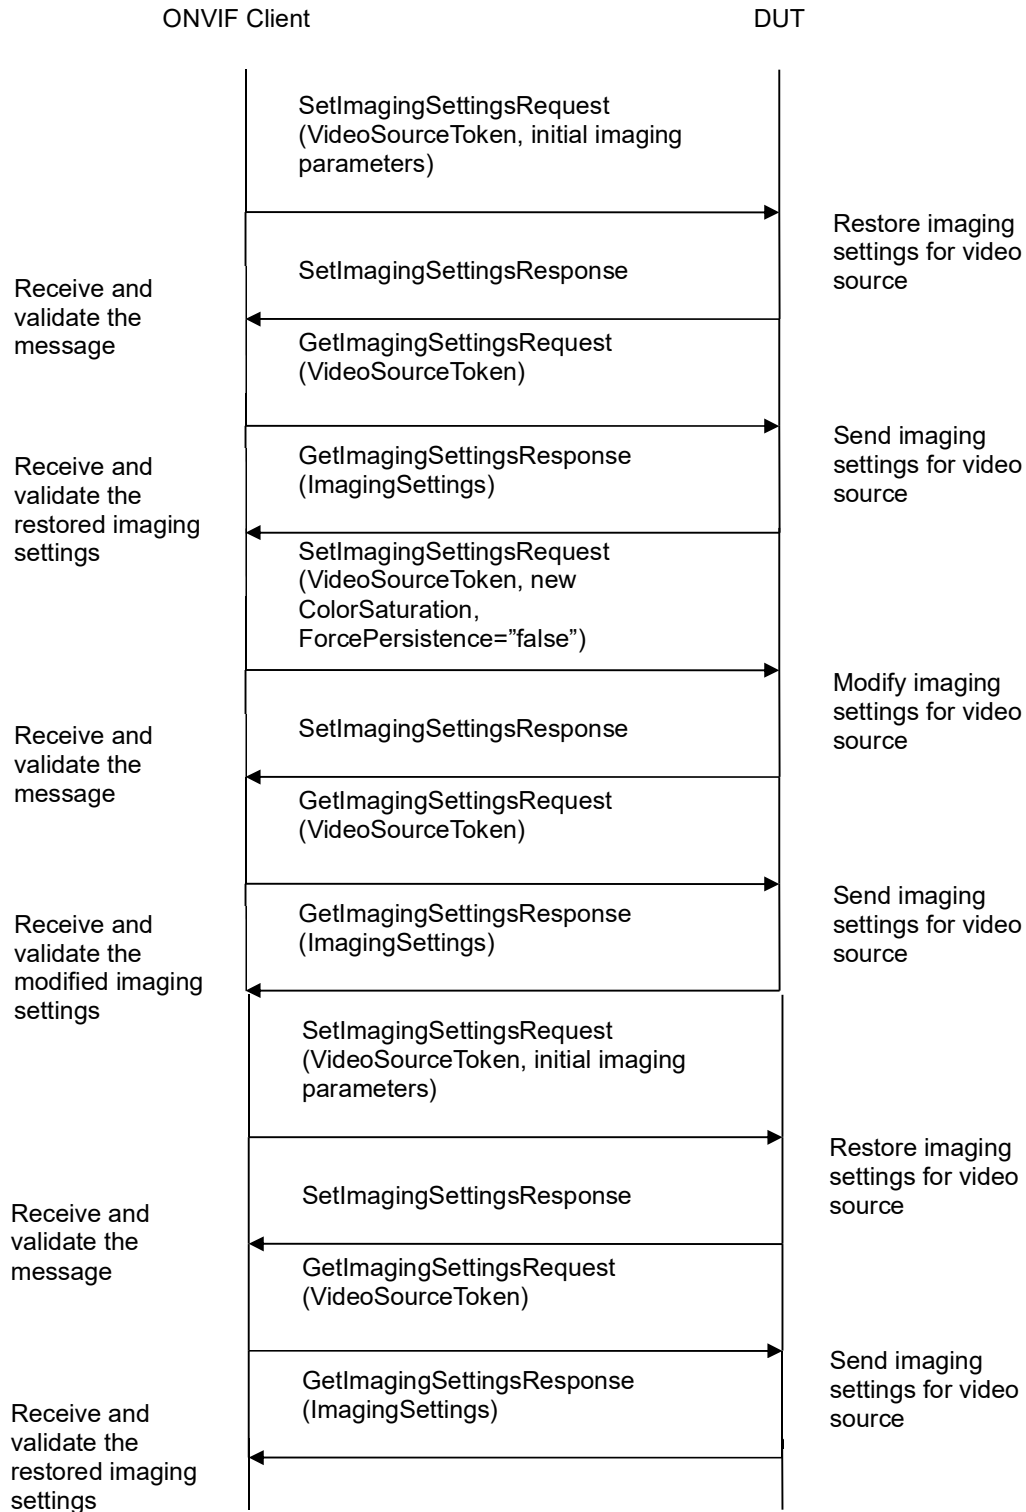 ONVIF Client
DUT
SetImagingSettingsRequest
(VideoSourceToken, initial imaging
parameters)
Restore imaging
settings for video
source
SetImagingSettingsResponse
Receive and
validate the
message
GetImagingSettingsRequest
(VideoSourceToken)
Send imaging
settings for video
source
GetImagingSettingsResponse
(ImagingSettings)
Receive and
validate the
restored imaging
settings
SetImagingSettingsRequest
(VideoSourceToken, new
ColorSaturation,
ForcePersistence=”false”)
Modify imaging
settings for video
source
SetImagingSettingsResponse
Receive and
validate the
message
GetImagingSettingsRequest
(VideoSourceToken)
Send imaging
settings for video
source
GetImagingSettingsResponse
(ImagingSettings)
Receive and
validate the
modified imaging
settings
SetImagingSettingsRequest
(VideoSourceToken, initial imaging
parameters)
Restore imaging
settings for video
source
SetImagingSettingsResponse
Receive and
validate the
message
GetImagingSettingsRequest
(VideoSourceToken)
Send imaging
settings for video
source
GetImagingSettingsResponse
(ImagingSettings)
Receive and
validate the
restored imaging
settings